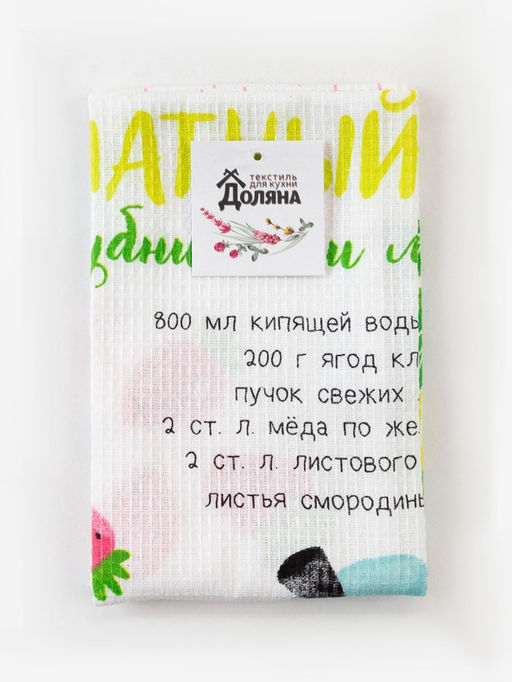 АТНЫЙ
ТЕКСТИЛЬ
ДЛЯ КУХНИ
ДОЛЯНА
800 мл кипящей воды
200 г ягод кл
пучок свежих
2 ст. л. мёда по же
2 ст. л. листового
листья смородины